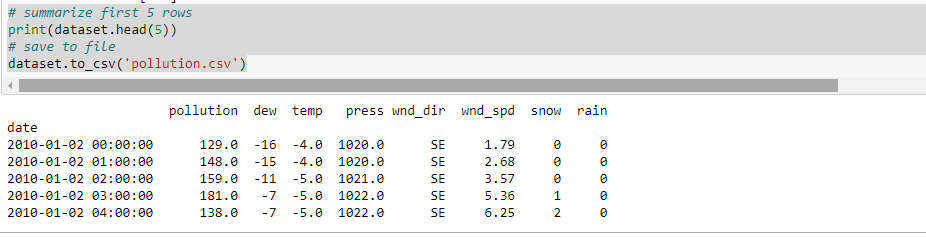 # summarize first 5 rows
print(dataset.head(5))
# save to file
dataset.to_csv('pollution.csv')
pollution dew temp press wnd_dir wnd_spd snow rain
date
2010-01-02 00:00:00 129.0 -16 -4.0 1020.0 SE 1.79 0 0
2010-01-02 01:00:00 148.0 -15 -4.0 1020.0 SE 2.68 0 0
2010-01-02 02:00:00 159.0 -11 -5.0 1021.0 SE 3.57 0 0
2010-01-02 03:00:00 181.0 -7 -5.0 1022.0 SE 5.36 1 0
2010-01-02 04:00:00 138.0 -7 -5.0 1022.0 SE 6.25 2 0